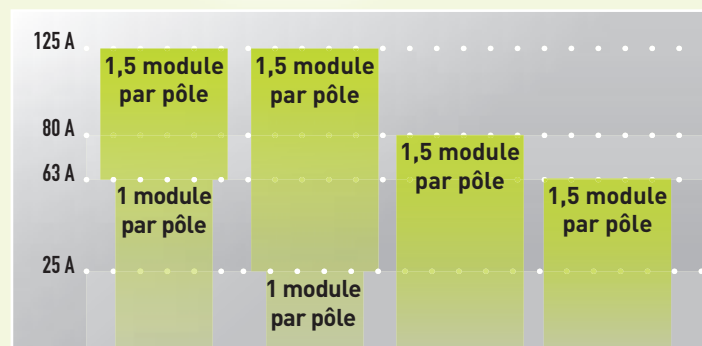 125 A
1,5 module
par pôle
1,5 module
par pôle
80 A
1,5 module
par pôle
63 A
1 module
par pôle
1,5 module
par pôle
25 A
1 module
par pôle